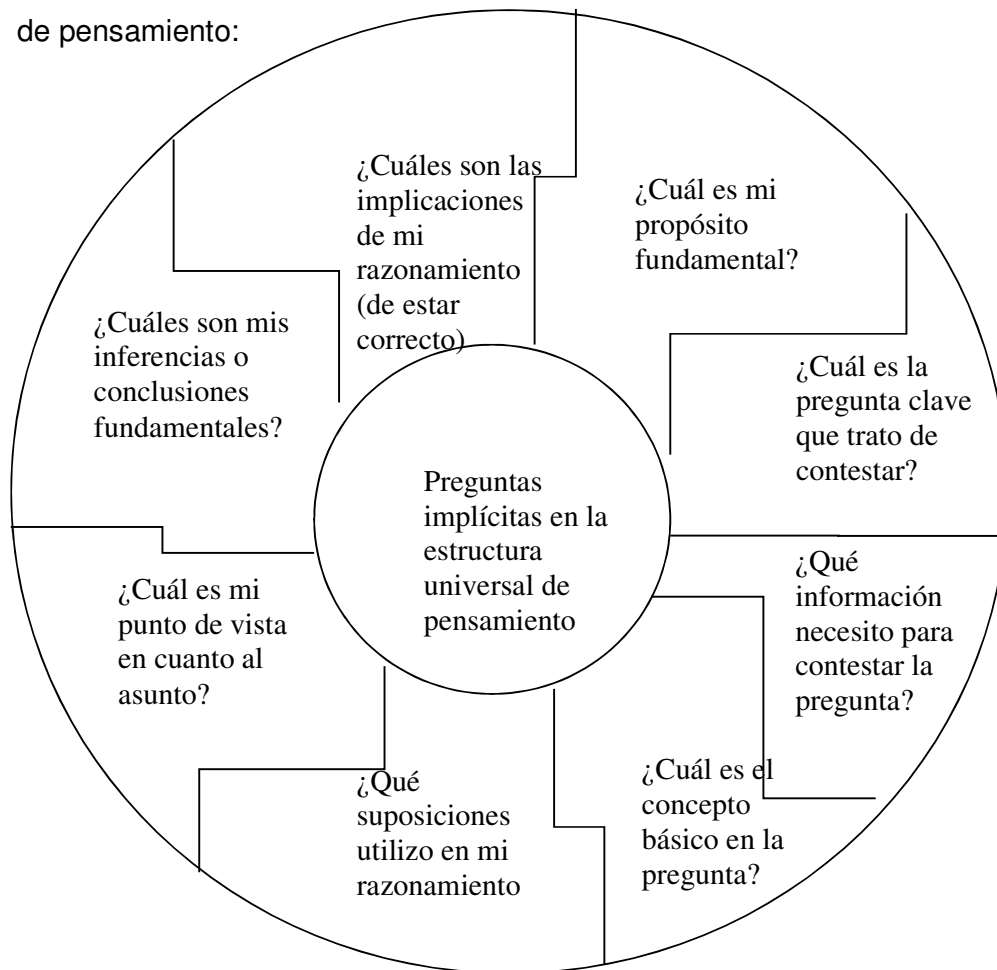 de pensamiento:
¿Cuáles son las
implicaciones
de mi
razonamiento
(de estar
correcto)
¿Cuál es mi
propósito
fundamental?
¿Cuál es la
pregunta clave
que trato de
contestar?
¿Qué
información
necesito para
contestar la
pregunta?
¿Cuál es el
concepto
básico en la
pregunta?
¿Qué
suposiciones
utilizo en mi
razonamiento
¿Cuál es mi
punto de vista
en cuanto al
asunto?
¿Cuáles son mis
inferencias o
conclusiones
fundamentales?
Preguntas
implícitas en la
estructura
universal de
pensamiento